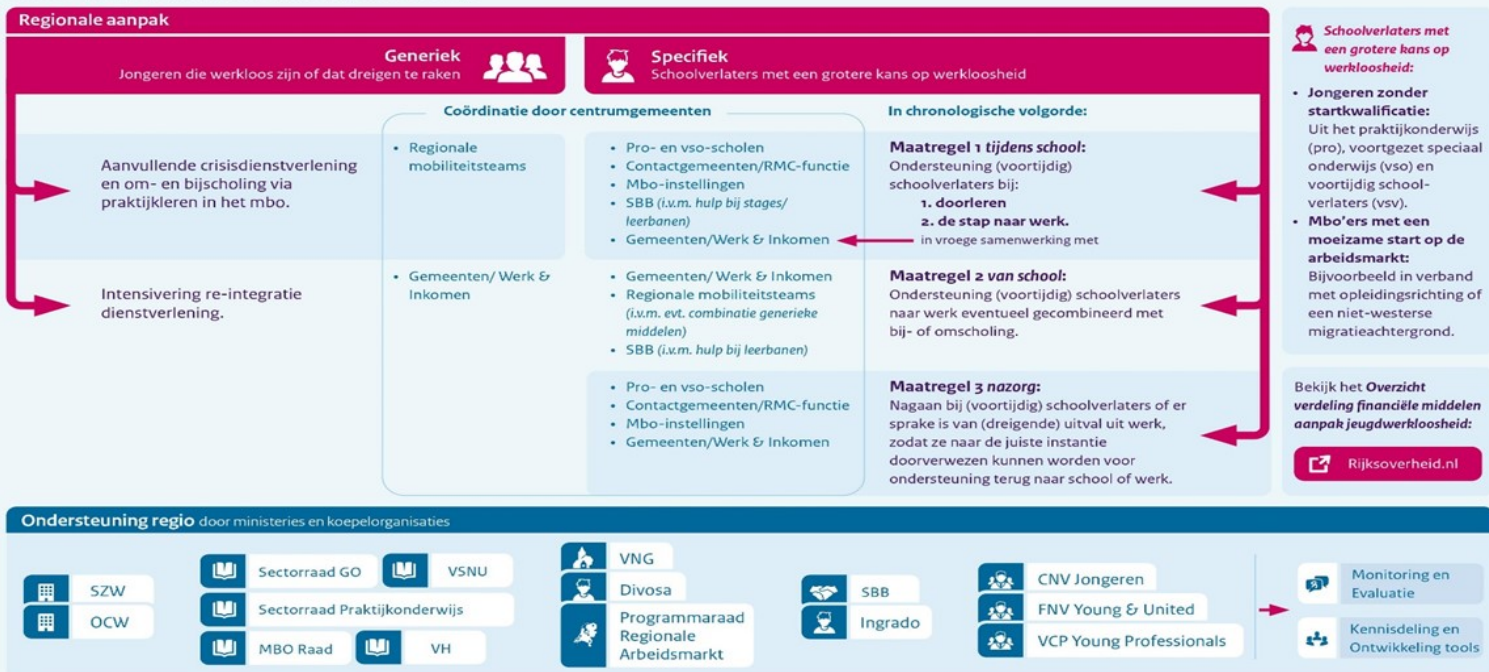 Regionale aanpak
Generiek
Jongeren die werkloos zijn of dat dreigen te raken
Specifiek
Schoolverlaters met een grotere kans op werkloosheid
Coördinatie door centrumgemeenten
In chronologische volgorde:
Aanvullende crisisdienstverlening
en om- en bijscholing via
praktijkleren in het mbo.
• Regionale
mobiliteitsteams
• Pro- en vso-scholen
• Contactgemeenten/RMC-functie
• Mbo-instellingen
• SBB (i.v.m. hulp bij stages/
leerbanen)
• Gemeenten/Werk & Inkomen
Maatregel 1 tijdens school:
Ondersteuning (voortijdig)
schoolverlaters bij:
1. doorleren
2. de stap naar werk.
in vroege samenwerking met
Intensivering re-integratie
dienstverlening.
• Gemeenten/ Werk &
Inkomen
• Gemeenten/ Werk & Inkomen
• Regionale mobiliteitsteams
(i.v.m. evt. combinatie generieke
middelen)
• SBB (i.v.m. hulp bij leerbanen)
Maatregel 2 van school:
Ondersteuning (voortijdig) schoolverlaters
naar werk eventueel gecombineerd met
bij- of omscholing.
• Pro- en vso-scholen
• Contactgemeenten/RMC-functie
• Mbo-instellingen
• Gemeenten/Werk & Inkomen
Maatregel 3 nazorg:
Nagaan bij (voortijdig) schoolverlaters of er
sprake is van (dreigende) uitval uit werk,
zodat ze naar de juiste instantie
doorverwezen kunnen worden voor
ondersteuning terug naar school of werk.
Schoolverlaters met
een grotere kans op
werkloosheid:
• Jongeren zonder
startkwalificatie:
Uit het praktijkonderwijs
(pro), voortgezet speciaal
onderwijs (vso) en
voortijdig school-
verlaters (vsv).
• Mbo'ers met een
moeizame start op de
arbeidsmarkt:
Bijvoorbeeld in verband
met opleidingsrichting of
een niet-westerse
migratieachtergrond.
Bekijk het Overzicht
verdeling financiële middelen
aanpak jeugdwerkloosheid:
Rijksoverheid.nl
Ondersteuning regio door ministeries en koepelorganisaties
SZW
OCW
Sectorraad GO
VSNU
Sectorraad Praktijkonderwijs
MBO Raad
VH
VNG
Divosa
Programmaraad
Regionale
Arbeidsmarkt
SBB
Ingrado
CNV Jongeren
FNV Young & United
VCP Young Professionals
Monitoring en
Evaluatie
Kennisdeling en
Ontwikkeling tools